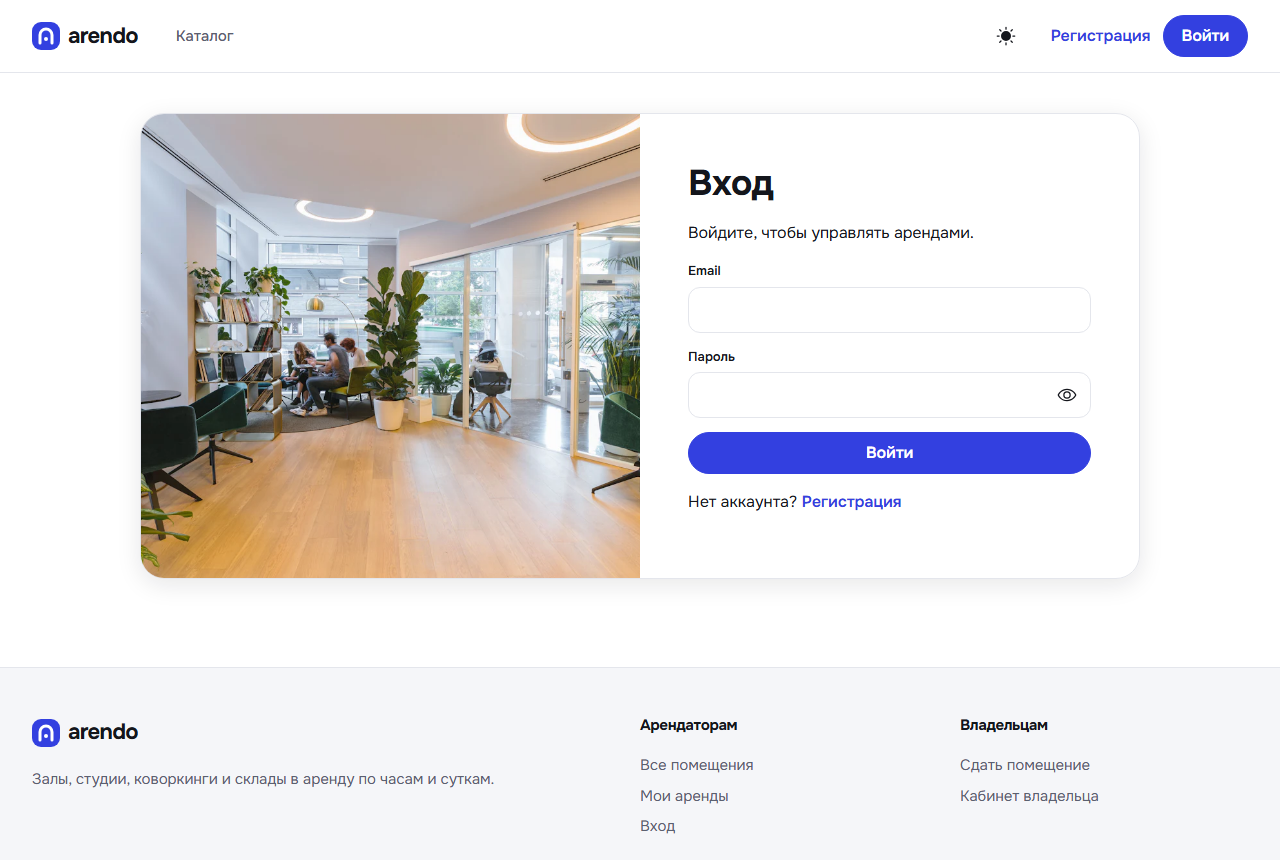 arendo
Каталог
Регистрация
Войти
Вход
Войдите, чтобы управлять арендами.
Email
Пароль
Войти
Нет аккаунта? Регистрация
arendo
Залы, студии, коворкинги и склады в аренду по часам и суткам.
Арендаторам
Все помещения
Мои аренды
Вход
Владельцам
Сдать помещение
Кабинет владельца